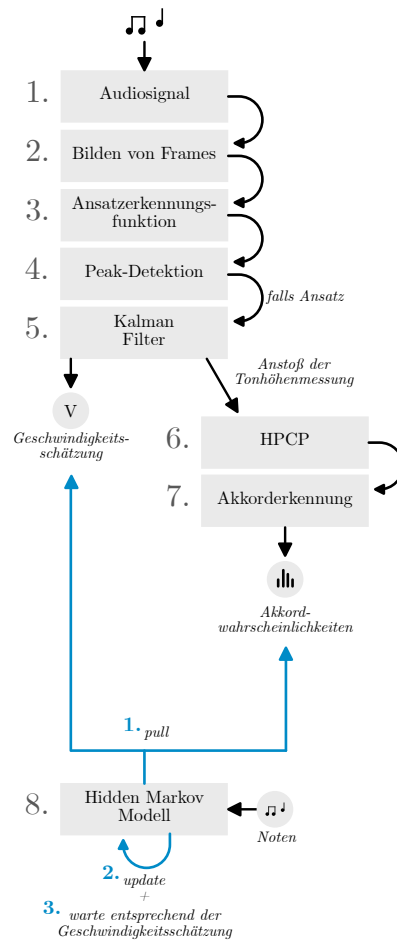 1.
Audiosignal
2.
Bilden von Frames
3.
Ansatzerkennungs-
funktion
4.
Peak-Detektion
falls Ansatz
5.
Kalman
Filter
Anstoß der
Tonhöhenmessung
V
Geschwindigkeits-
schätzung
6.
HPCP
7.
Akkorderkennung
Akkord-
wahrscheinlichkeiten
1. pull
8.
Hidden Markov
Modell
Noten
2. update
+
3. warte entsprechend der
Geschwindigkeitsschätzung